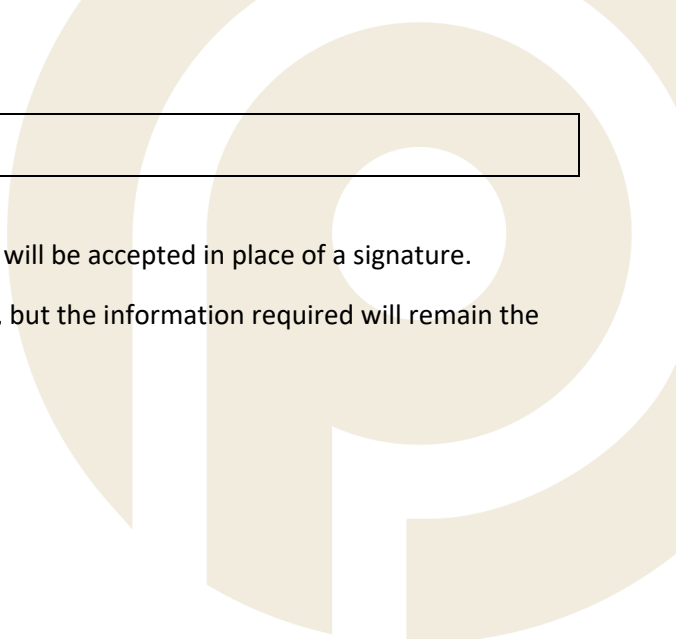 will be accepted in place of a signature.
but the information required will remain the